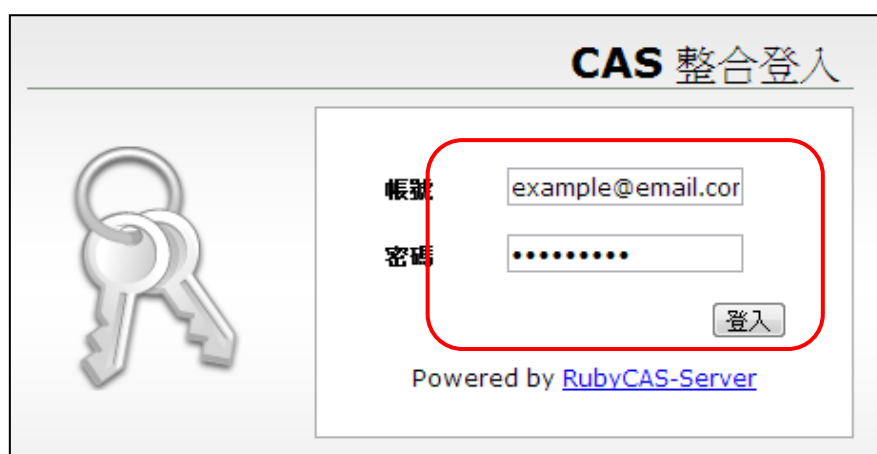 CAS 整合登入
帳號 example@email.cor
密碼 •••••••••
登入
Powered by RubyCAS-Server